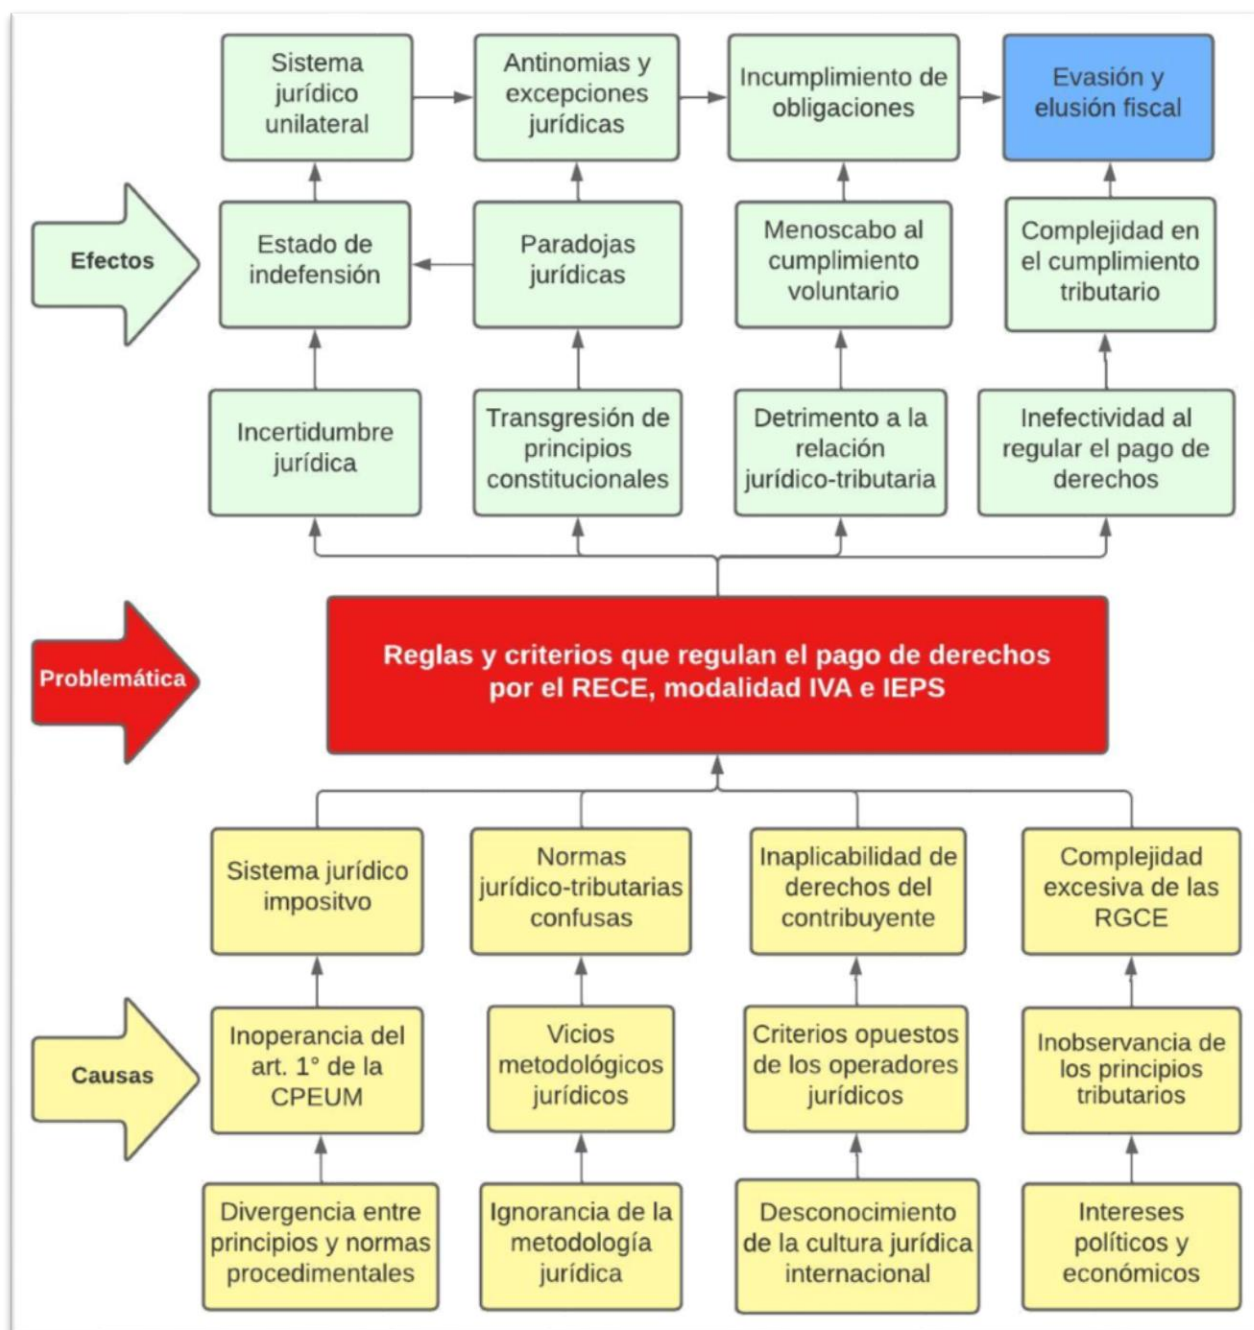 Sistema
jurídico
unilateral
Antinomias y
excepciones
jurídicas
Incumplimiento de
obligaciones
Evasión y
elusión fiscal
Efectos
Estado de
indefensión
Paradojas
jurídicas
Menoscabo al
cumplimiento
voluntario
Complejidad en
el cumplimiento
tributario
Incertidumbre
jurídica
Transgresión de
principios
constitucionales
Detrimento a la
relación
jurídico-tributaria
Inefectividad al
regular el pago de
derechos
Problemática
Reglas y criterios que regulan el pago de derechos
por el RECE, modalidad IVA e IEPS
Sistema jurídico
impositvo
Normas
jurídico-tributarias
confusas
Inaplicabilidad de
derechos del
contribuyente
Complejidad
excesiva de las
RGCE
Causas
Inoperancia del
art. 1° de la
CPEUM
Vicios
metodológicos
jurídicos
Criterios opuestos
de los operadores
jurídicos
Inobservancia de
los principios
tributarios
Divergencia entre
principios y normas
procedimentales
Ignorancia de la
metodología
jurídica
Desconocimiento
de la cultura jurídica
internacional
Intereses
políticos y
económicos